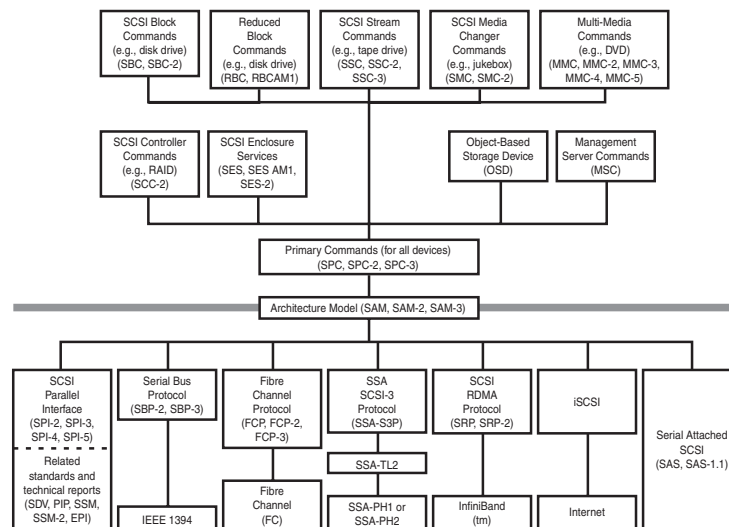 SCSI Block
Commands
(e.g., disk drive)
(SBC, SBC-2)
Reduced
Block
Commands
(e.g., disk drive)
(RBC, RBCAM1)
SCSI Stream
Commands
(e.g., tape drive)
(SSC, SSC-2,
SSC-3)
SCSI Media
Changer
Commands
(e.g., jukebox)
(SMC, SMC-2)
Multi-Media
Commands
(e.g., DVD)
(MMC, MMC-2, MMC-3,
MMC-4, MMC-5)
SCSI Controller
Commands
(e.g., RAID)
(SCC-2)
SCSI Enclosure
Services
(SES, SES AM1,
SES-2)
Object-Based
Storage Device
(OSD)
Management
Server Commands
(MSC)
Primary Commands (for all devices)
(SPC, SPC-2, SPC-3)
Architecture Model (SAM, SAM-2, SAM-3)
SCSI
Parallel
Interface
(SPI-2, SPI-3,
SPI-4, SPI-5)
Related
standards and
technical reports
(SDV, PIP, SSM,
SSM-2, EPI)
Serial Bus
Protocol
(SBP-2, SBP-3)
IEEE 1394
Fibre
Channel
Protocol
(FCP, FCP-2,
FCP-3)
Fibre
Channel
(FC)
SSA
SCSI-3
Protocol
(SSA-S3P)
SSA-TL2
SSA-PH1 or
SSA-PH2
SCSI
RDMA
Protocol
(SRP, SRP-2)
InfiniBand
(tm)
iSCSI
Internet
Serial Attached
SCSI
(SAS, SAS-1.1)